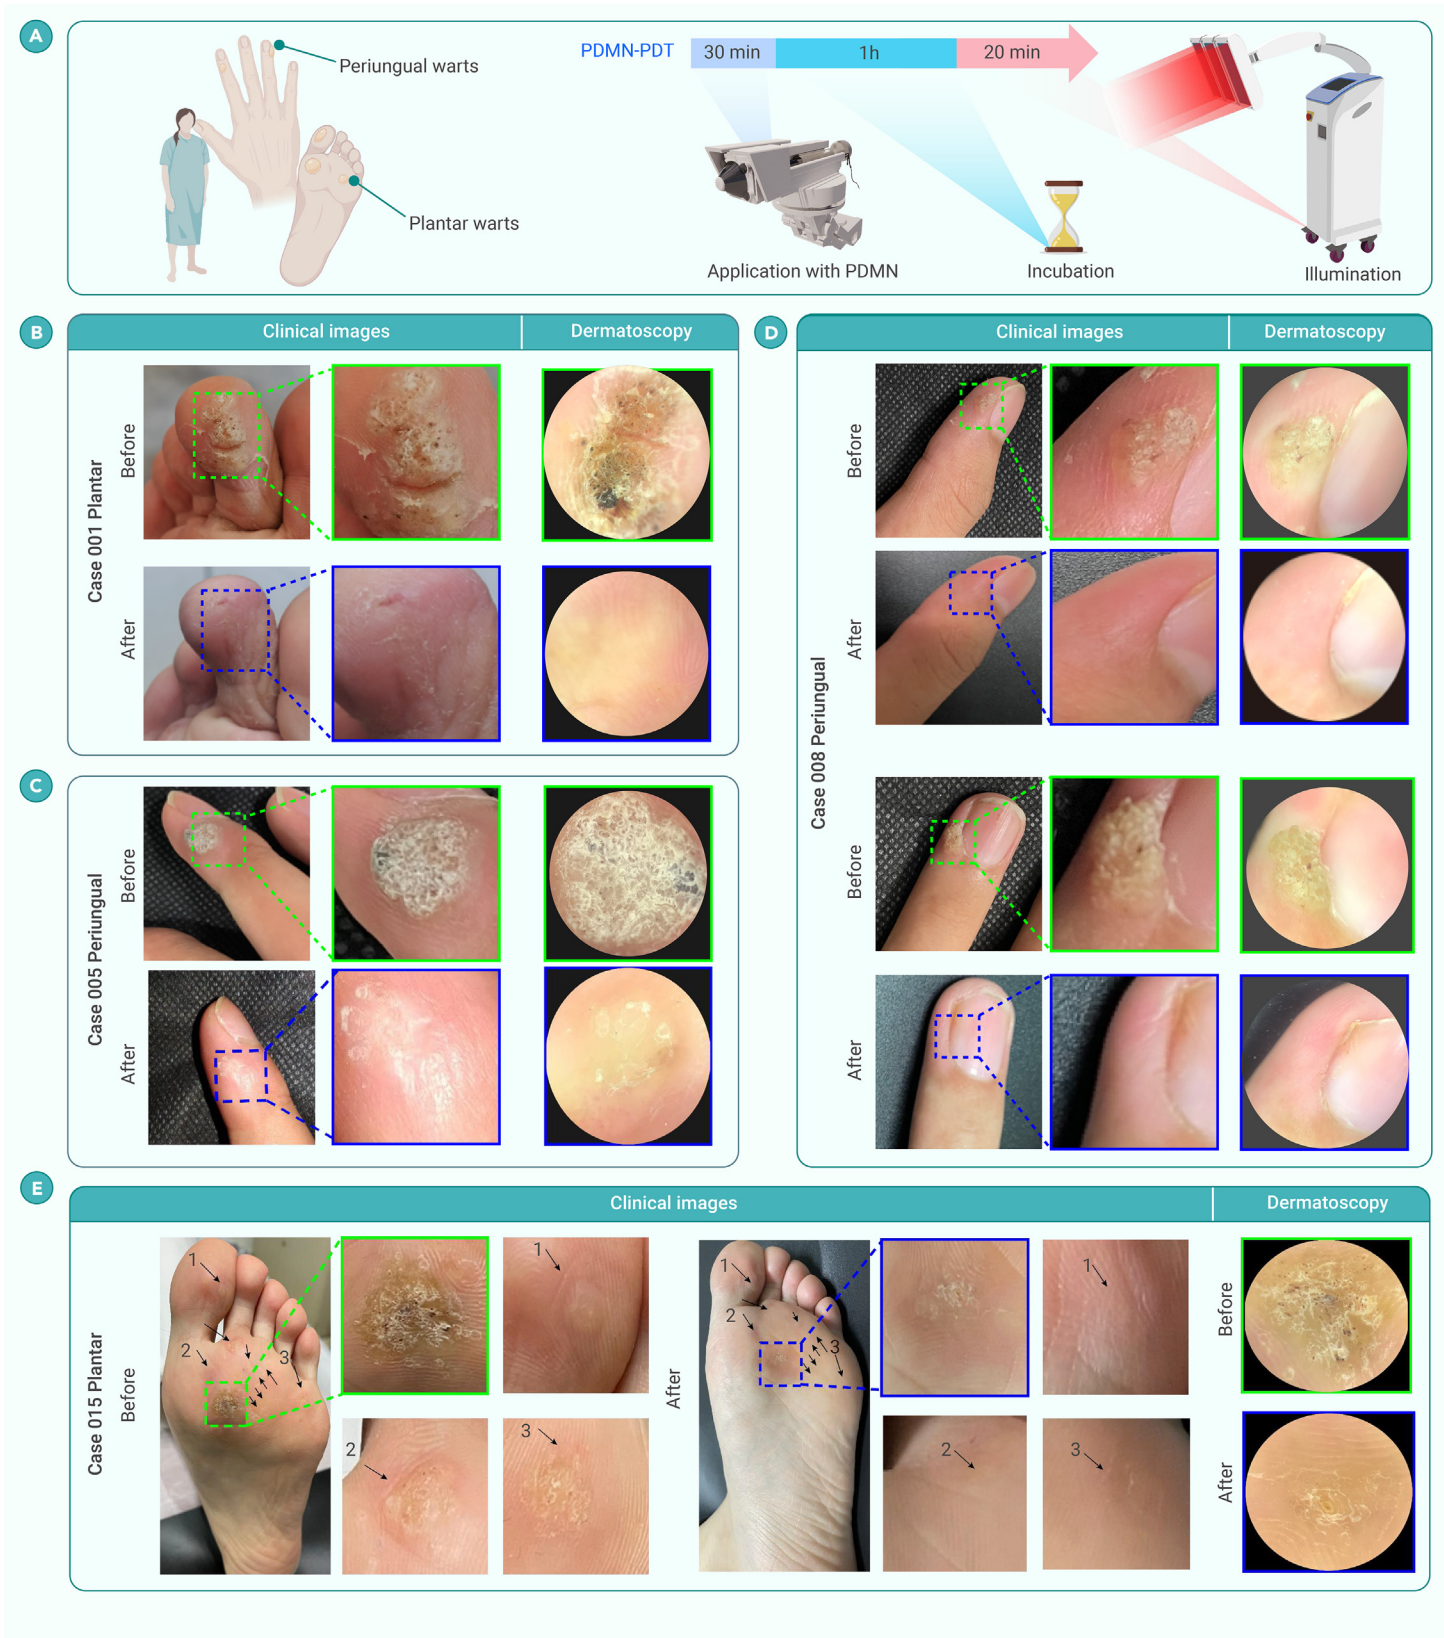 A
Periungual warts
Plantar warts
PDMN-PDT
30 min
1h
20 min
Application with PDMN
Incubation
Illumination
B
Clinical images
Dermatoscopy
Case 001 Plantar
Before
After
C
Case 005 Periungual
Before
After
D
Clinical images
Dermatoscopy
Case 008 Periungual
Before
After
Before
After
E
Clinical images
Dermatoscopy
Case 015 Plantar
Before
1
2
3
1
2
3
After
1
2
3
1
2
3
Before
After